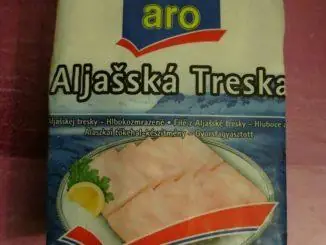 aro
Aljašská Treska
Aljašskej tresky - Hlbokozmrazené • Filé z Aljašské tresky - Hluboce
Alaszkai tőkehal-készítmény - Gyorsfagyasztott